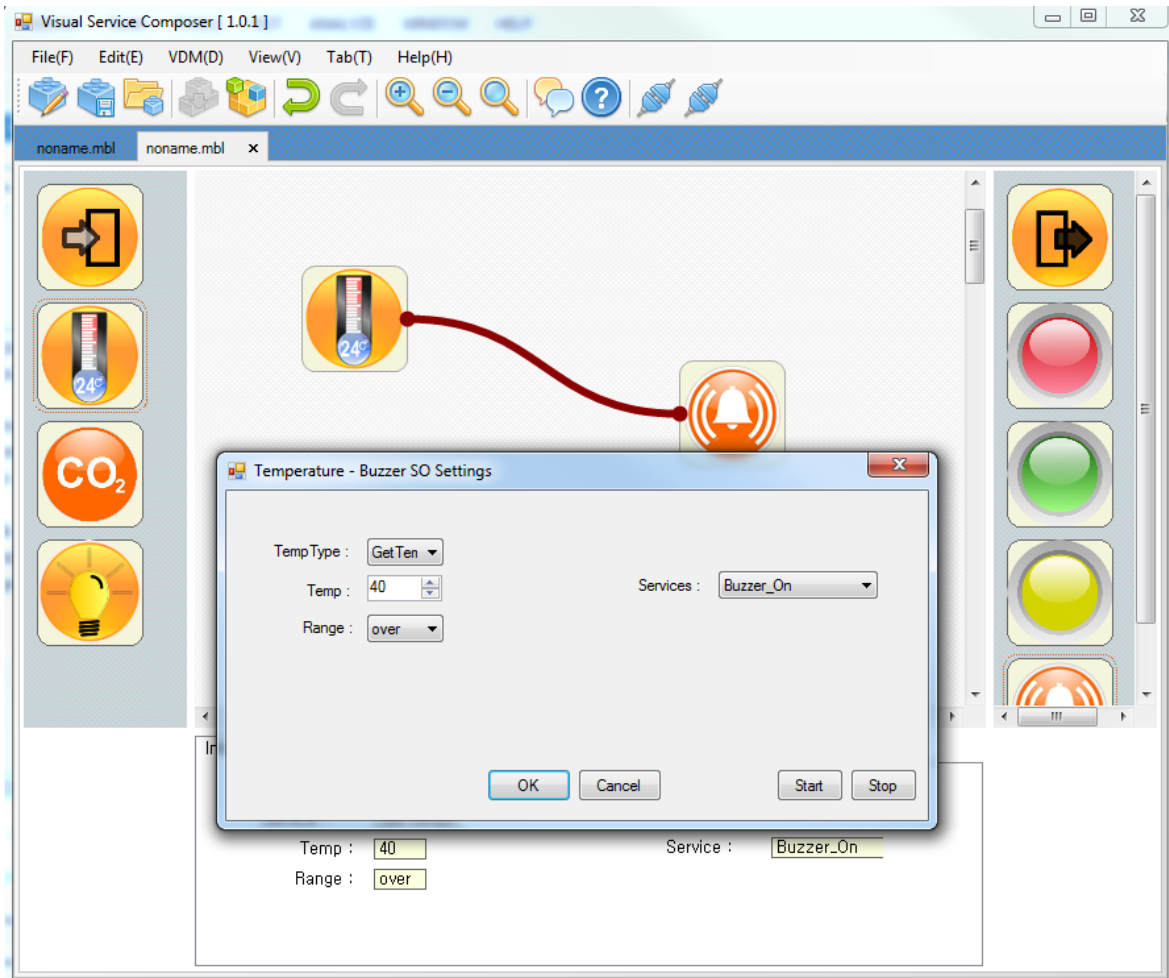 Visual Service Composer [ 1.0.1 ]
File(F) Edit(E) VDM(D) View(V) Tab(T) Help(H)
noname.mbl noname.mbl x
24c
24c
CO2
Temperature - Buzzer SO Settings
TempType : GetTen
Temp : 40
Services : Buzzer_On
Range : over
OK Cancel Start Stop
Temp : 40
Service : Buzzer_On
Range : over